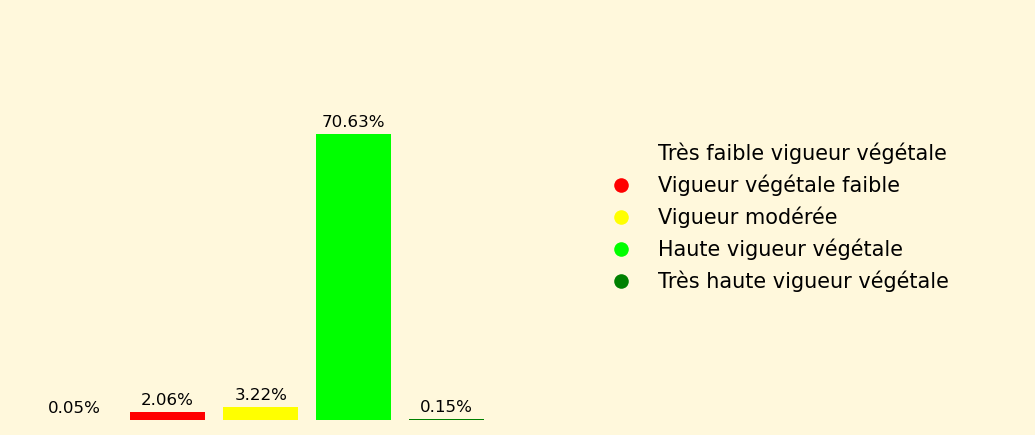 70.63%
0.05%
2.06%
3.22%
0.15%
Très faible vigueur végétale
Vigueur végétale faible
Vigueur modérée
Haute vigueur végétale
Très haute vigueur végétale